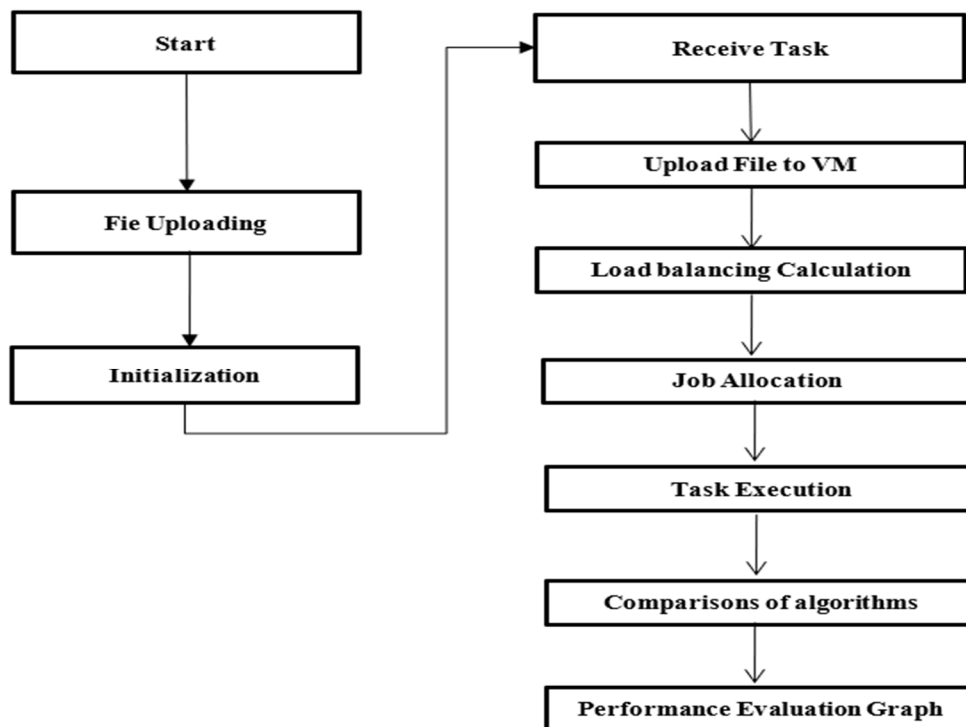 Start
Fie Uploading
Initialization
Receive Task
Upload File to VM
Load balancing Calculation
Job Allocation
Task Execution
Comparisons of algorithms
Performance Evaluation Graph